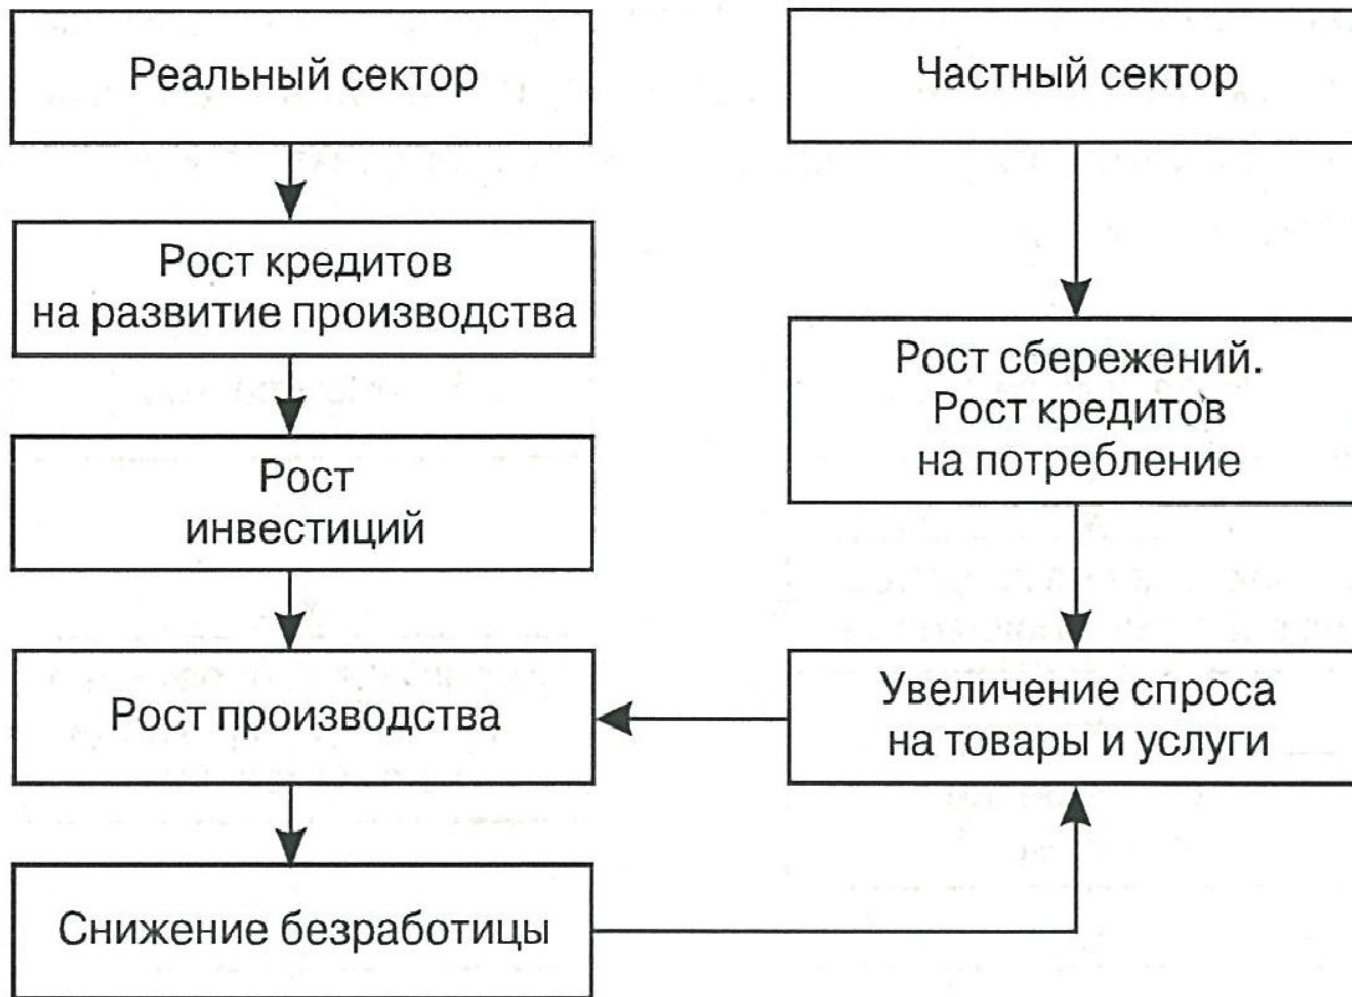 Реальный сектор
Рост кредитов
на развитие производства
Рост
инвестиций
Рост производства
Снижение безработицы
Частный сектор
Рост сбережений.
Рост кредитов
на потребление
Увеличение спроса
на товары и услуги